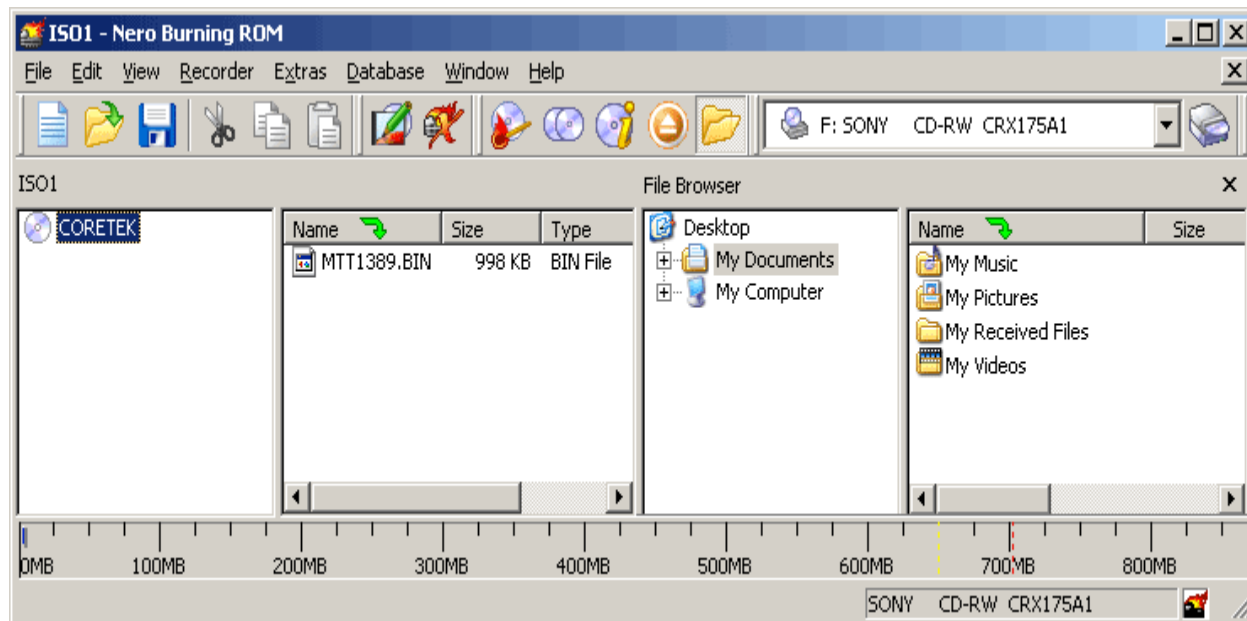 ISO1 - Nero Burning ROM
File Edit View Recorder Extras Database Window Help
F: SONY CD-RW CRX175A1
ISO1
File Browser
CORETEK
Name Size Type
MTT1389.BIN 998 KB BIN File
Desktop
My Documents
My Computer
Name Size
My Music
My Pictures
My Received Files
My Videos
0MB 100MB 200MB 300MB 400MB 500MB 600MB 700MB 800MB
SONY CD-RW CRX175A1